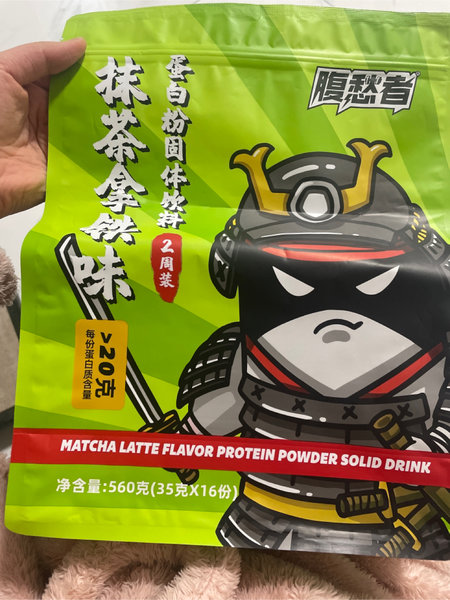 腹愁者
蛋白粉固体饮料
2周装
抹茶拿铁味
>20克
每份蛋白质含量
MATCHA LATTE FLAVOR PROTEIN POWDER SOLID DRINK
净含量:560克(35克X16份)